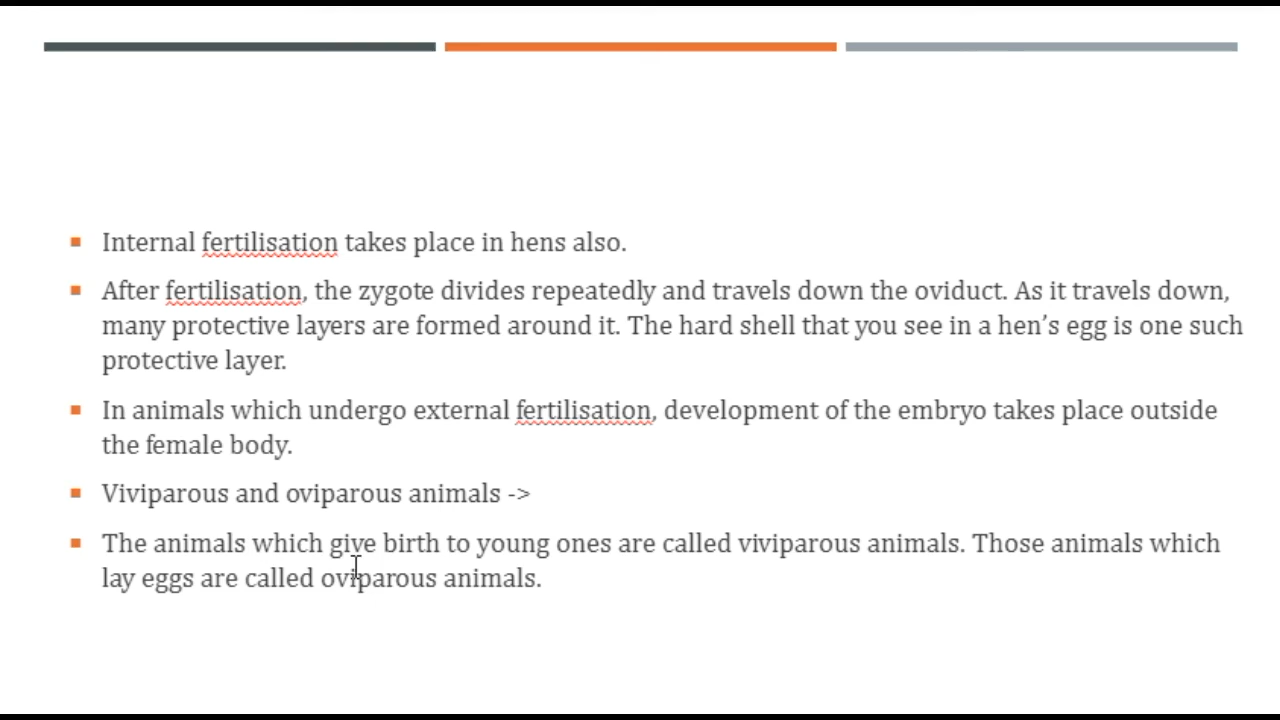 Internal fertilisation takes place in hens also.
After fertilisation, the zygote divides repeatedly and travels down the oviduct. As it travels down,
many protective layers are formed around it. The hard shell that you see in a hen’s egg is one such
protective layer.
In animals which undergo external fertilisation, development of the embryo takes place outside
the female body.
Viviparous and oviparous animals ->
The animals which give birth to young ones are called viviparous animals. Those animals which
lay eggs are called oviparous animals.